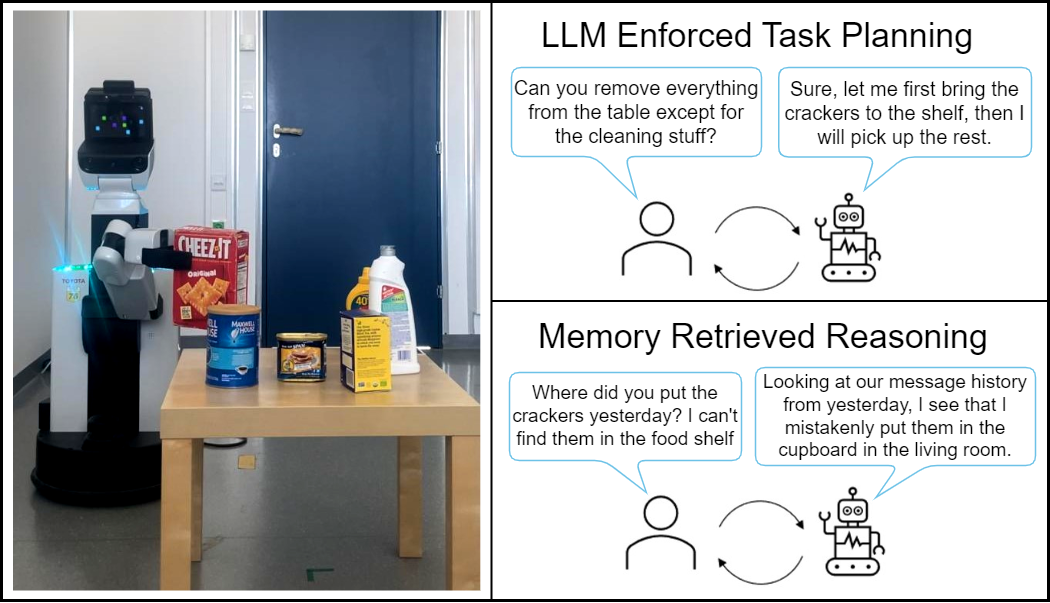 TOYOTA
CHEEZ-IT
ORIGINAL
MAXWELL
HOUSE
SPAM
LLM Enforced Task Planning
Can you remove everything
from the table except for
the cleaning stuff?
Sure, let me first bring the
crackers to the shelf, then I
will pick up the rest.
Memory Retrieved Reasoning
Where did you put the
crackers yesterday? I can't
find them in the food shelf
Looking at our message history
from yesterday, I see that I
mistakenly put them in the
cupboard in the living room.